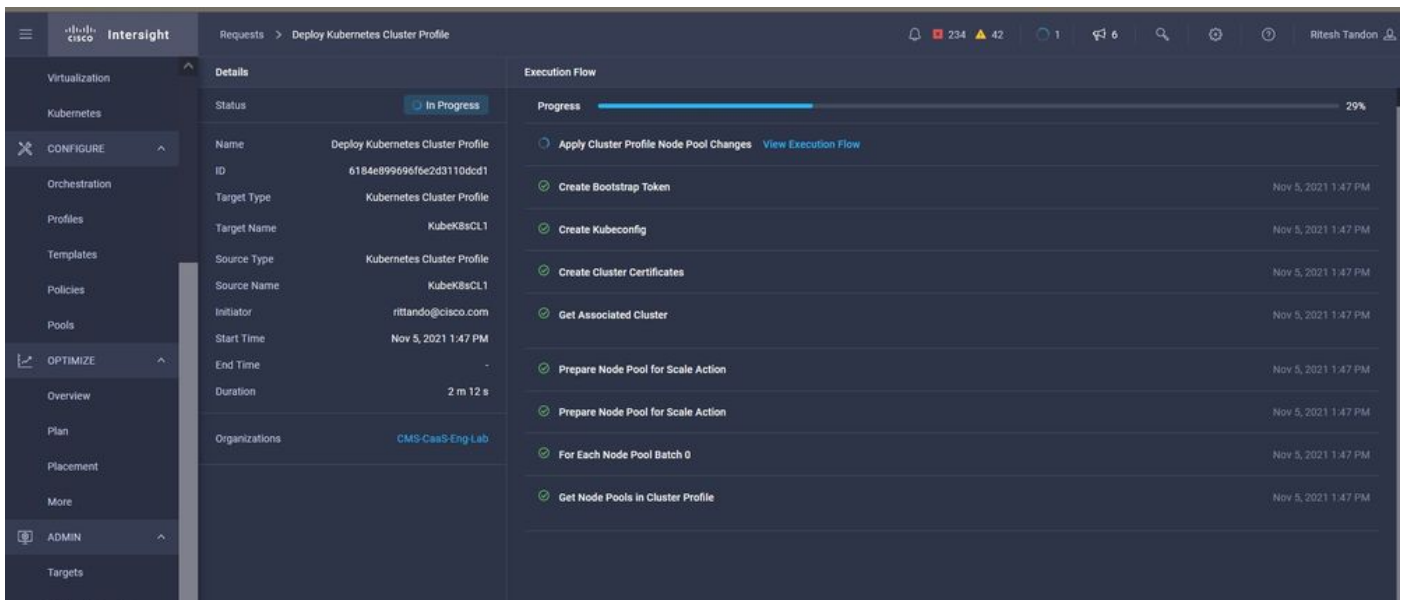 cisco Intersight
Requests > Deploy Kubernetes Cluster Profile
234 42 1 6 Ritesh Tandon
Virtualization
Kubernetes
CONFIGURE
Orchestration
Profiles
Templates
Policies
Pools
OPTIMIZE
Overview
Plan
Placement
More
ADMIN
Targets
Details
Status In Progress
Name Deploy Kubernetes Cluster Profile
ID 6184e899696f6e2d3110dcd1
Target Type Kubernetes Cluster Profile
Target Name KubeK8sCL1
Source Type Kubernetes Cluster Profile
Source Name KubeK8sCL1
Initiator rittando@cisco.com
Start Time Nov 5, 2021 1:47 PM
End Time -
Duration 2 m 12 s
Organizations CMS-CaaS-Eng-Lab
Execution Flow
Progress 29%
Apply Cluster Profile Node Pool Changes View Execution Flow
Create Bootstrap Token Nov 5, 2021 1:47 PM
Create Kubeconfig Nov 5, 2021 1:47 PM
Create Cluster Certificates Nov 5, 2021 1:47 PM
Get Associated Cluster Nov 5, 2021 1:47 PM
Prepare Node Pool for Scale Action Nov 5, 2021 1:47 PM
Prepare Node Pool for Scale Action Nov 5, 2021 1:47 PM
For Each Node Pool Batch 0 Nov 5, 2021 1:47 PM
Get Node Pools in Cluster Profile Nov 5, 2021 1:47 PM